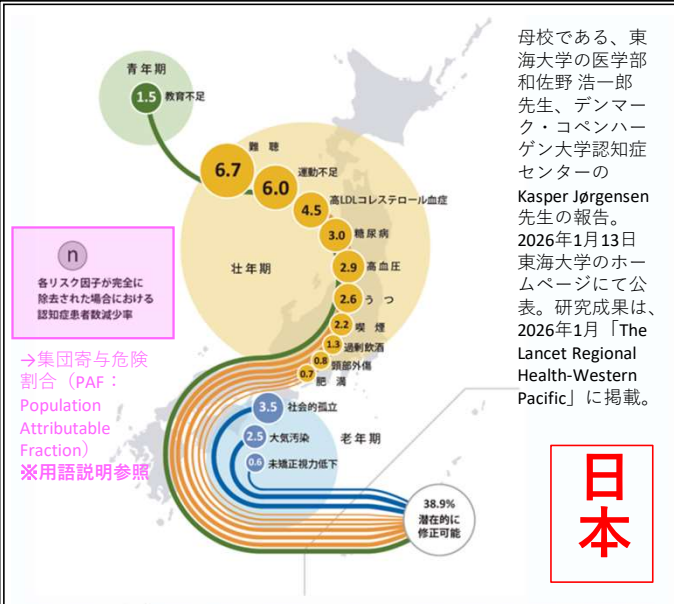 青年期
1.5 教育不足
難聴
6.7
運動不足
6.0
高LDLコレステロール血症
4.5
3.0 糖尿病
2.9 高血圧
壮年期
2.6 うつ
2.2 喫煙
1.3 過剰飲酒
0.8 頭部外傷
0.7 肥満
3.5 社会的孤立
2.5 大気汚染
老年期
0.6 未矯正視力低下
38.9%
潜在的に
修正可能
n
各リスク因子が完全に
除去された場合における
認知症患者数減少率
→集団寄与危険
割合（PAF：
Population
Attributable
Fraction）
※用語説明参照
母校である、東
海大学の医学部
和佐野 浩一郎
先生、デンマー
ク・コペンハー
ゲン大学認知症
センターの
Kasper Jørgensen
先生の報告。
2026年1月13日
東海大学のホー
ムページにて公
表。研究成果は、
2026年1月「The
Lancet Regional
Health-Western
Pacific」に掲載。
日
本